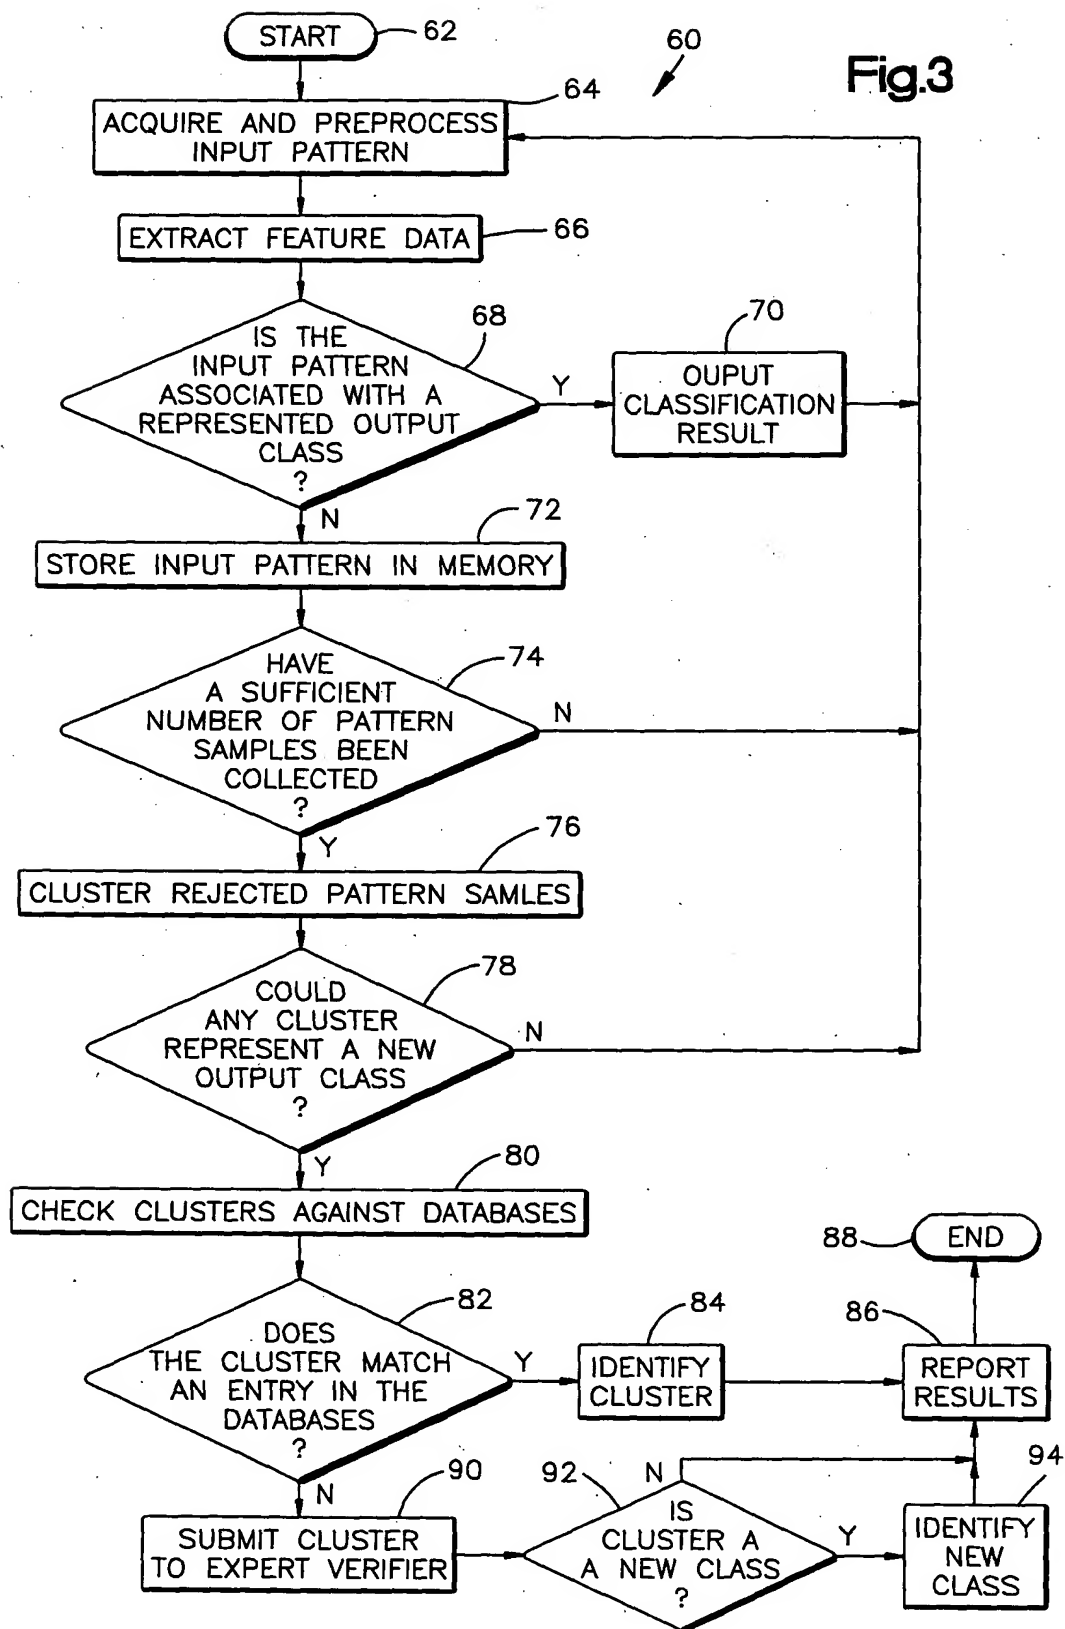 START
62
60
Fig.3
64
ACQUIRE AND PREPROCESS
INPUT PATTERN
EXTRACT FEATURE DATA
66
IS THE
INPUT PATTERN
ASSOCIATED WITH A
REPRESENTED OUTPUT
CLASS
?
68
Y
70
OUPUT
CLASSIFICATION
RESULT
N
72
STORE INPUT PATTERN IN MEMORY
HAVE
A SUFFICIENT
NUMBER OF PATTERN
SAMPLES BEEN
COLLECTED
?
74
N
Y
76
CLUSTER REJECTED PATTERN SAMLES
COULD
ANY CLUSTER
REPRESENT A NEW
OUTPUT CLASS
?
78
N
Y
80
CHECK CLUSTERS AGAINST DATABASES
DOES
THE CLUSTER MATCH
AN ENTRY IN THE
DATABASES
?
82
Y
84
IDENTIFY
CLUSTER
86
REPORT
RESULTS
88
END
N
90
SUBMIT CLUSTER
TO EXPERT VERIFIER
92
IS
CLUSTER A
A NEW CLASS
?
N
Y
94
IDENTIFY
NEW
CLASS